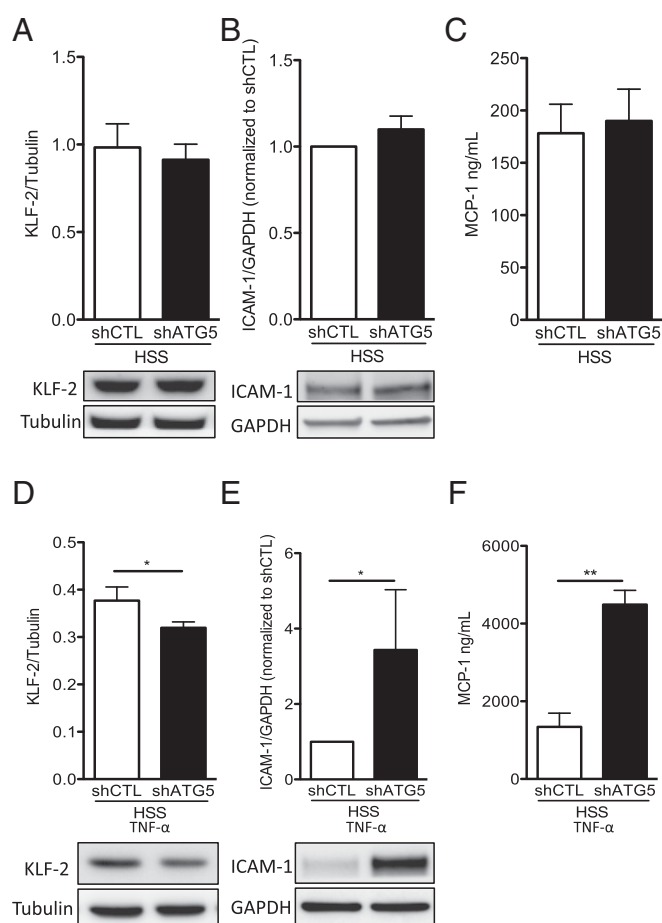 A
KLF-2/Tubulin
1.5
1.0
0.5
0.0
shCTL shATG5
HSS
KLF-2
Tubulin
B
ICAM-1/GAPDH (normalized to shCTL)
1.5
1.0
0.5
0.0
shCTL shATG5
HSS
ICAM-1
GAPDH
C
MCP-1 ng/mL
250
200
150
100
50
0
shCTL shATG5
HSS
D
KLF-2/Tubulin
0.5
0.4
0.3
0.2
0.1
0.0
*
shCTL shATG5
HSS
TNF-α
KLF-2
Tubulin
E
ICAM-1/GAPDH (normalized to shCTL)
6
4
2
0
*
shCTL shATG5
HSS
TNF-α
ICAM-1
GAPDH
F
MCP-1 ng/mL
6000
4000
2000
0
**
shCTL shATG5
HSS
TNF-α